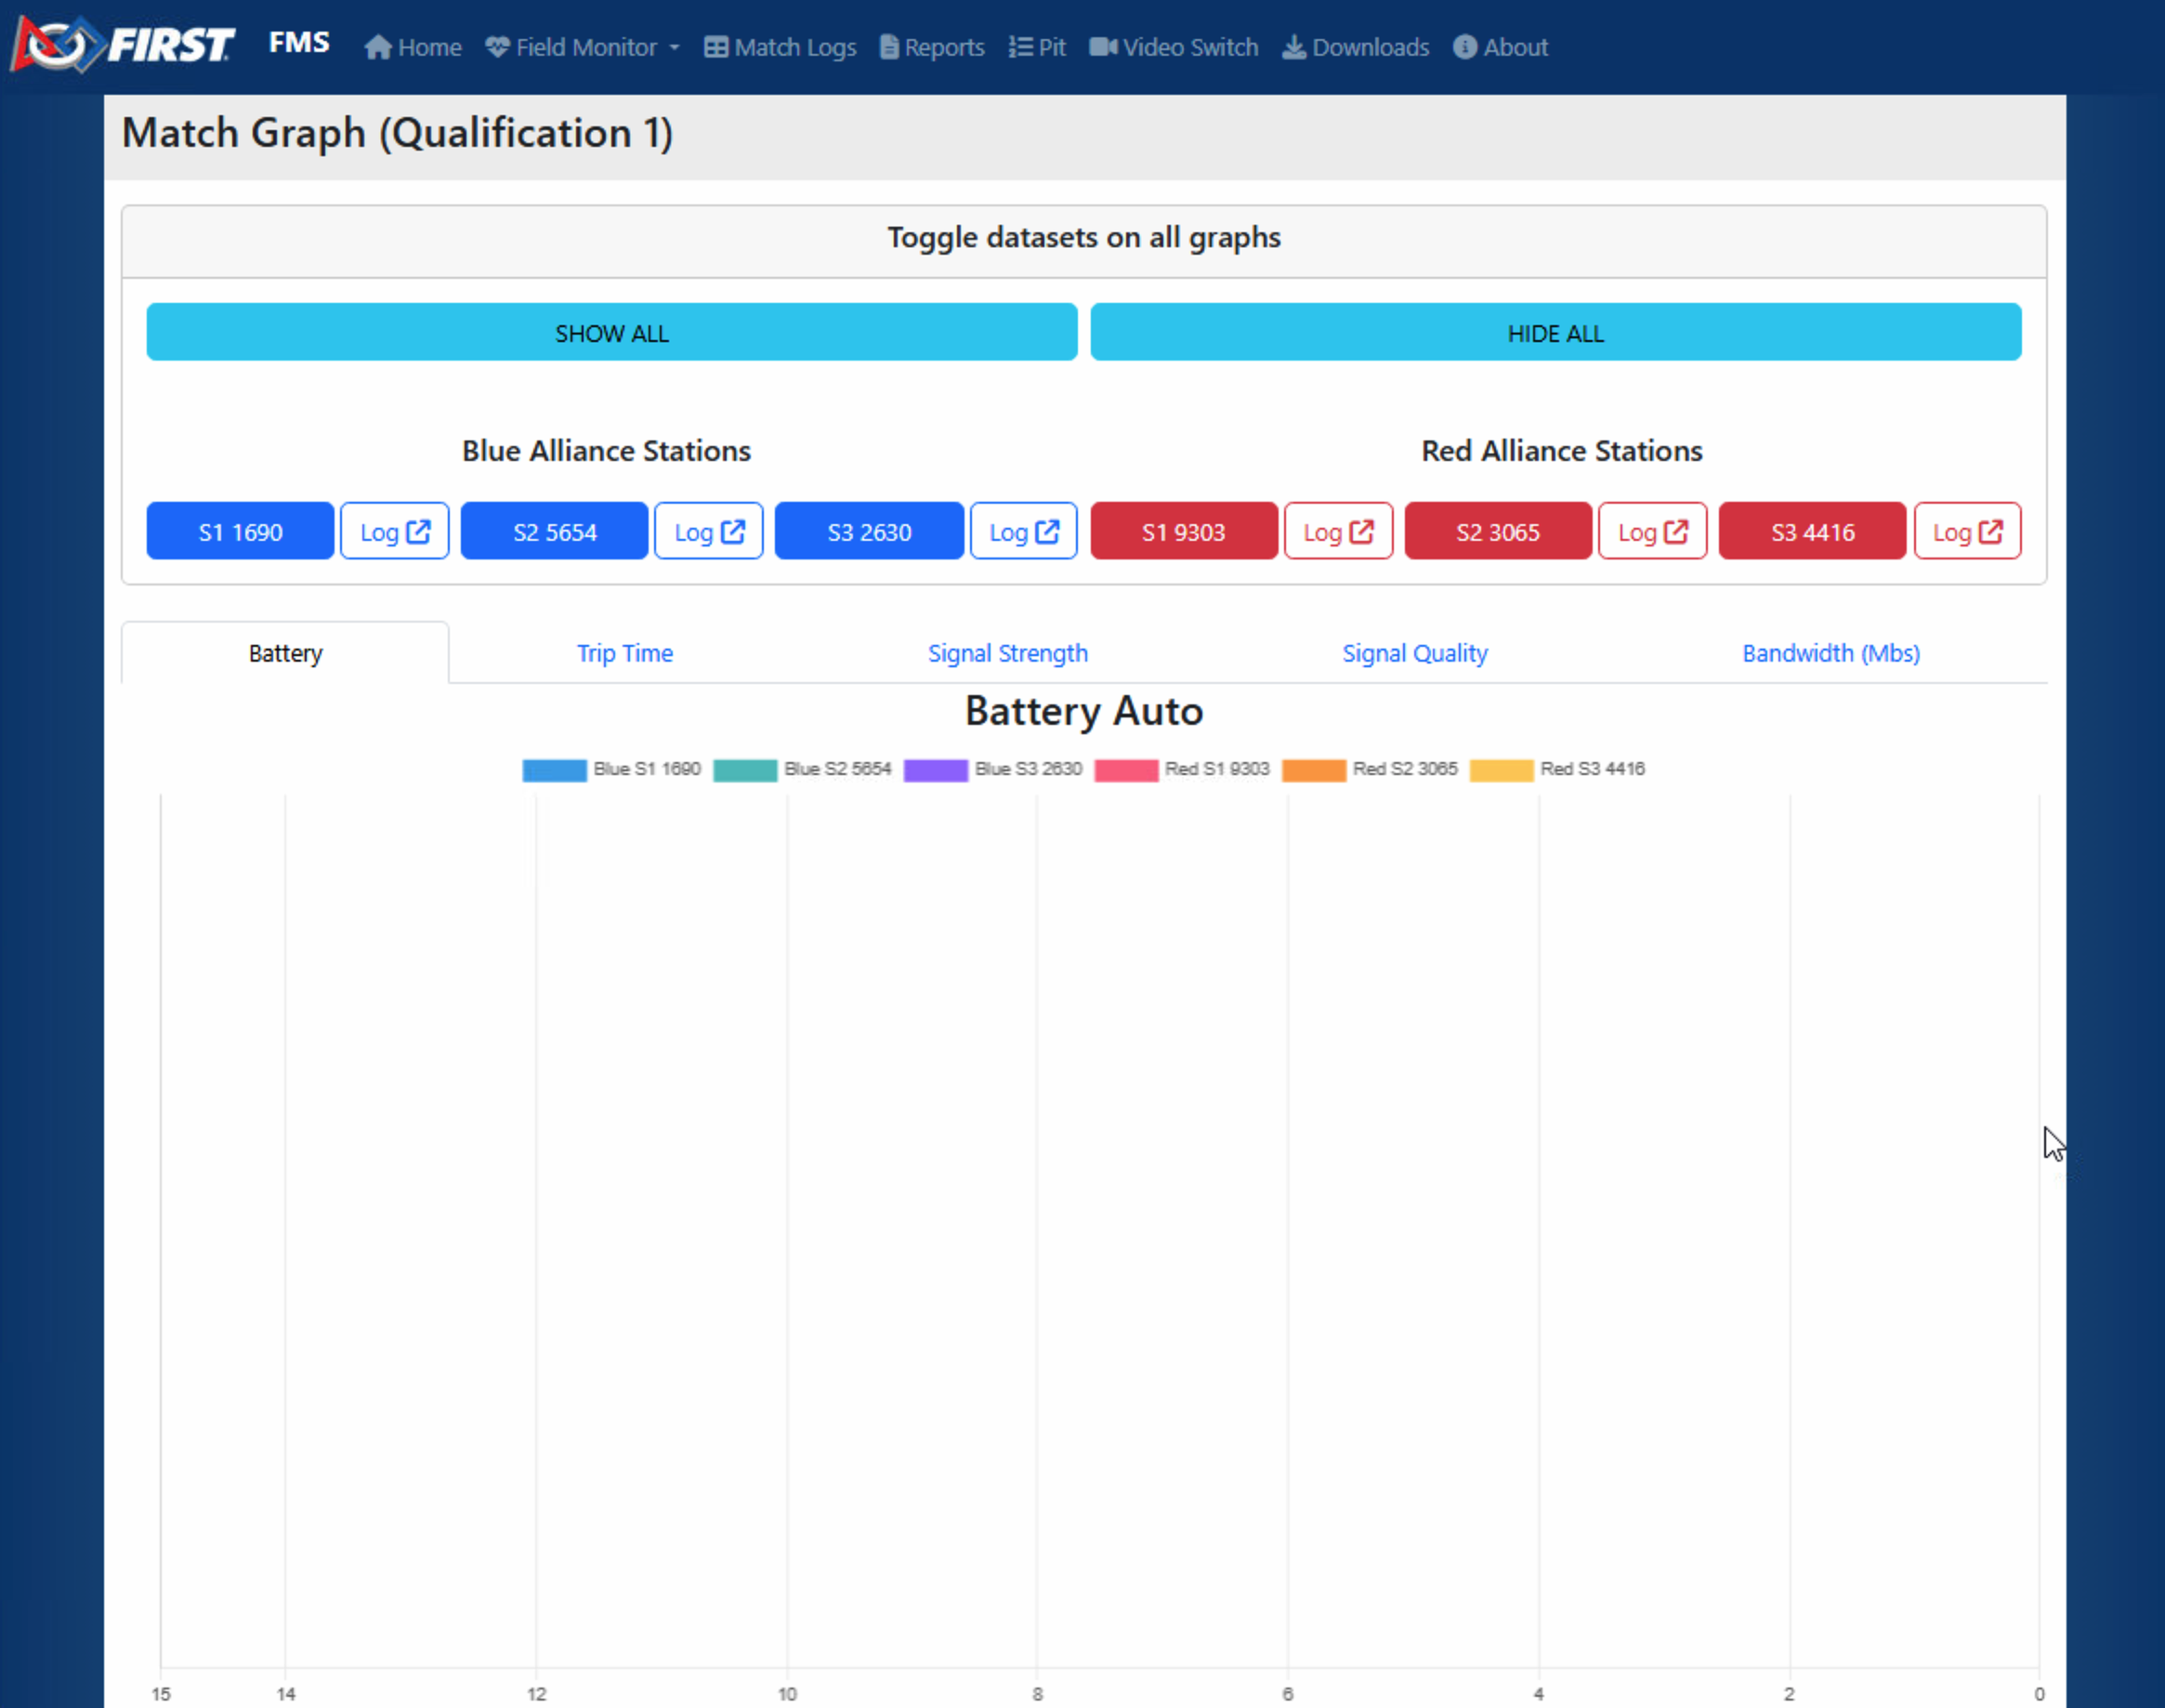 FIRST FMS Home Field Monitor Match Logs Reports Pit Video Switch Downloads About
Match Graph (Qualification 1)
Toggle datasets on all graphs
SHOW ALL HIDE ALL
Blue Alliance Stations Red Alliance Stations
S1 1690 Log S2 5654 Log S3 2630 Log S1 9303 Log S2 3065 Log S3 4416 Log
Battery Trip Time Signal Strength Signal Quality Bandwidth (Mbs)
Battery Auto
Blue S1 1690 Blue S2 5654 Blue S3 2630 Red S1 9303 Red S2 3065 Red S3 4416
15 14 12 10 8 6 4 2 0